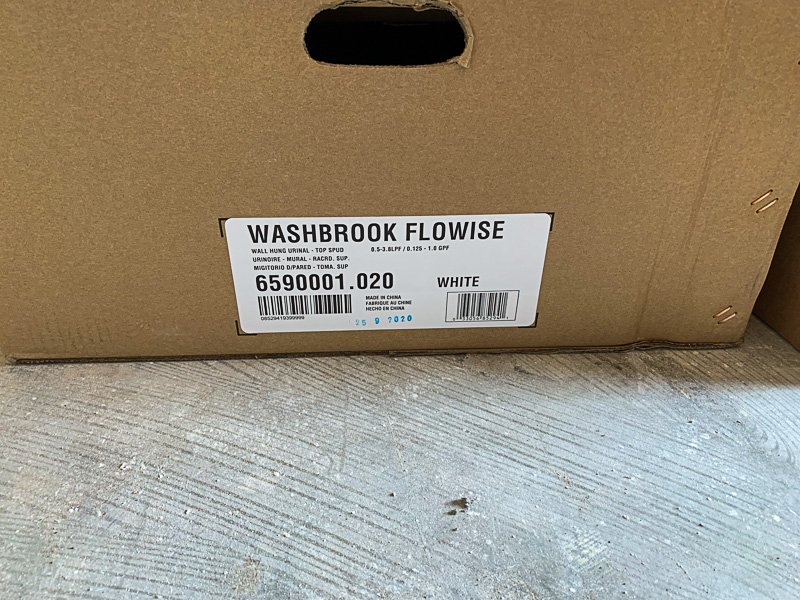 WASHBROOK FLOWISE
WALL HUNG URINAL - TOP SPUD 0.5-3.8LPF / 0.125 - 1.0 GPF
URINOIRE - MURAL - RACRD. SUP.
MIGITORIO D/PARED - TOMA. SUP
6590001.020 WHITE
MADE IN CHINA
FABRIQUE AU CHINE
HECHO EN CHINA
08529419399999
25 9 2020